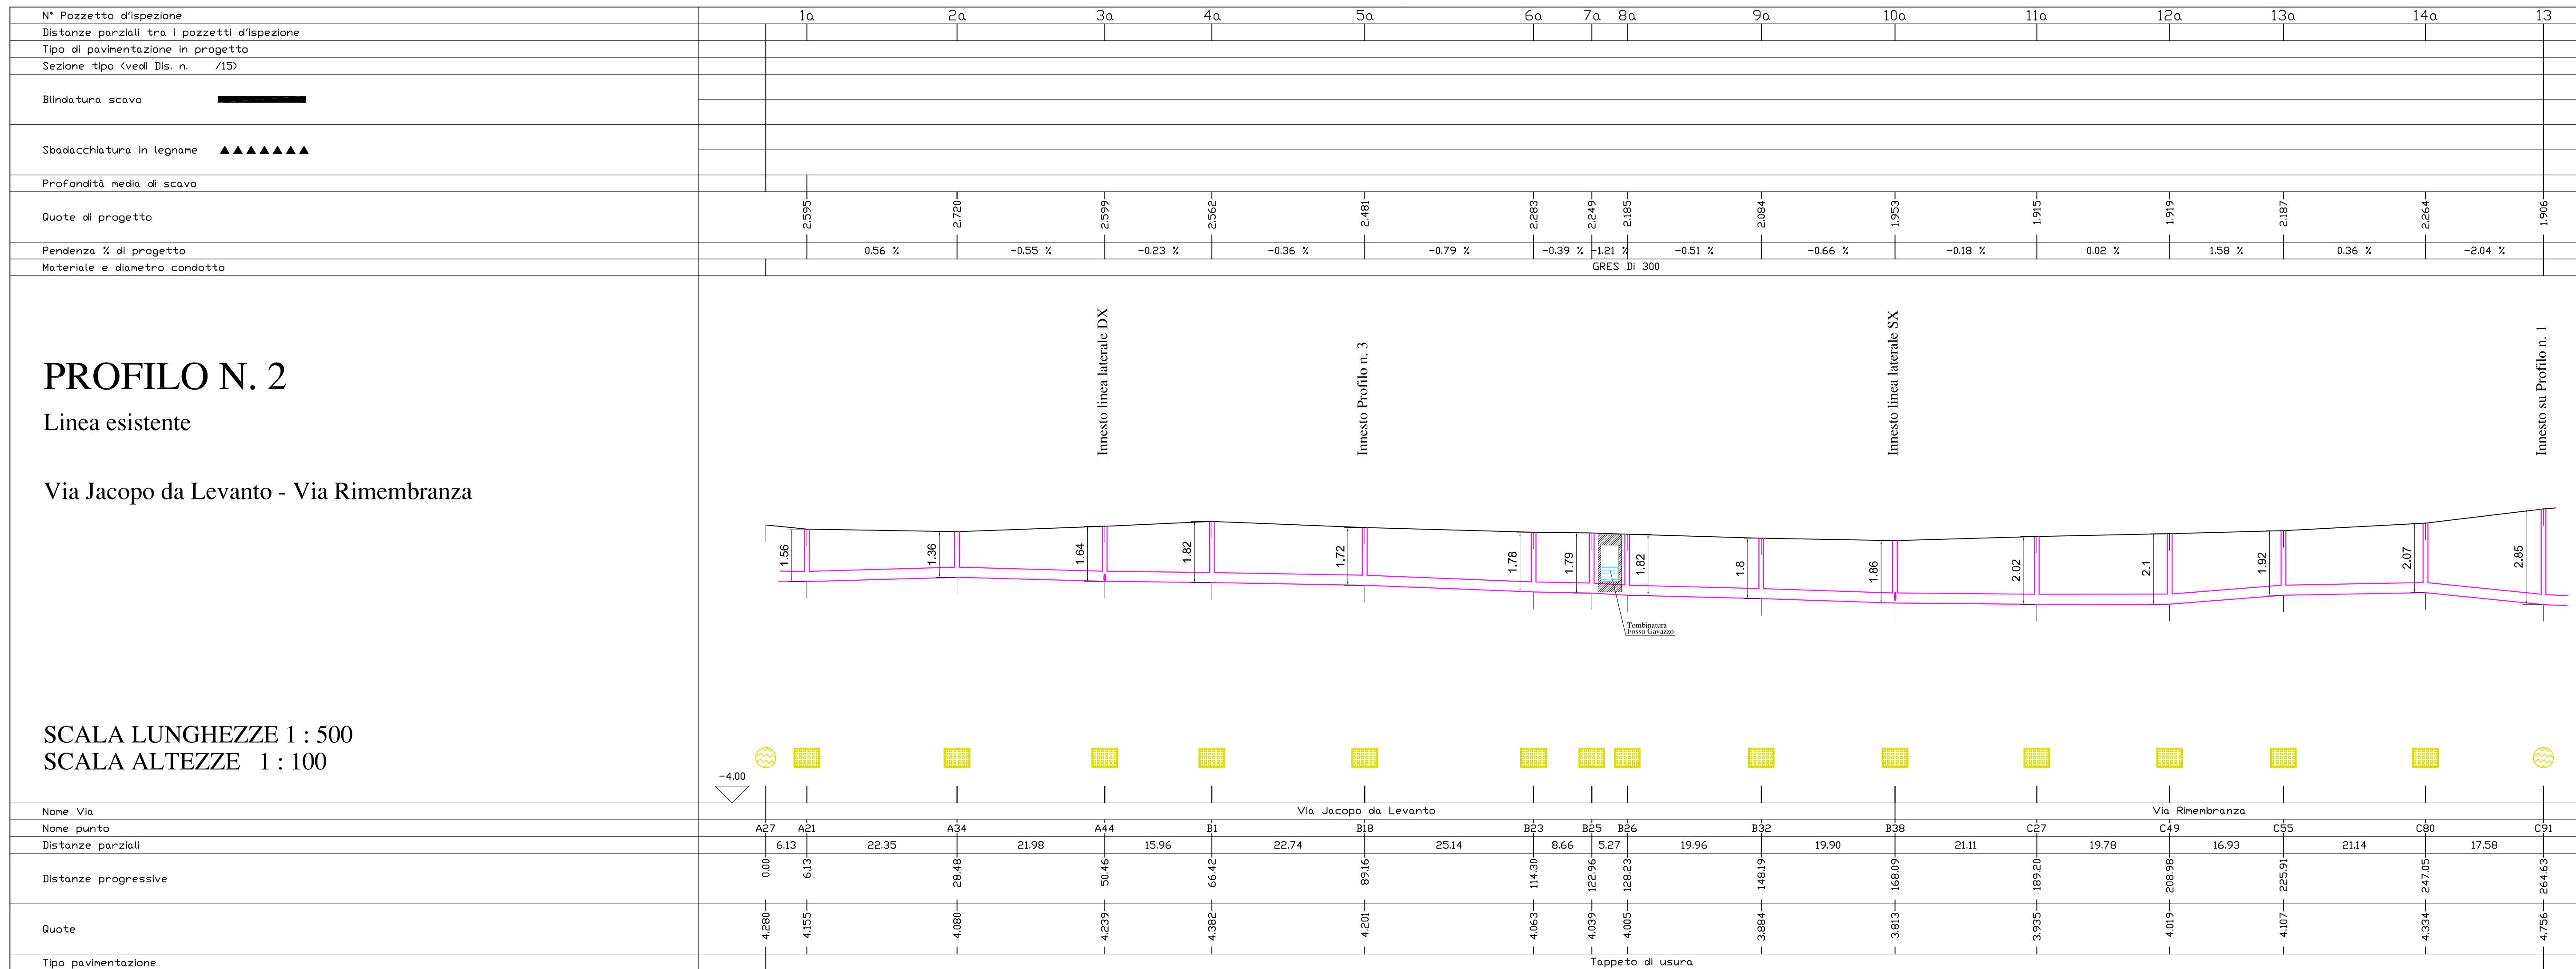 N° Pozzetto d'ispezione 1a 2a 3a 4a 5a 6a 7a 8a 9a 10a 11a 12a 13a 14a 13
Distanze parziali tra i pozzetti d'ispezione
Tipo di pavimentazione in progetto
Sezione tipo (vedi Dis. n. /15)
Blindatura scavo
Sbadacchiatura in legname
Profondità media di scavo
Quote di progetto 2.595 2.720 2.599 2.562 2.481 2.283 2.249 2.185 2.084 1.953 1.915 1.919 2.187 2.264 1.906
Pendenza % di progetto 0.56 % -0.55 % -0.23 % -0.36 % -0.79 % -0.39 % -1.21 % -0.51 % -0.66 % -0.18 % 0.02 % 1.58 % 0.36 % -2.04 %
Materiale e diametro condotto GRES Di 300
Innesto linea laterale DX
Innesto Profilo n. 3
Innesto linea laterale SX
Innesto su Profilo n. 1
PROFILO N. 2
Linea esistente
Via Jacopo da Levanto - Via Rimembranza
1.56 1.36 1.64 1.82 1.72 1.78 1.79 1.82 1.8 1.86 2.02 2.1 1.92 2.07 2.85
Tombinatura
Fosso Gavazzo
SCALA LUNGHEZZE 1 : 500
SCALA ALTEZZE 1 : 100
-4.00
Nome Via Via Jacopo da Levanto Via Rimembranza
Nome punto A27 A21 A34 A44 B1 B18 B23 B25 B26 B32 B38 C27 C49 C55 C80 C91
Distanze parziali 6.13 22.35 21.98 15.96 22.74 25.14 8.66 5.27 19.96 19.90 21.11 19.78 16.93 21.14 17.58
Distanze progressive 0.00 6.13 28.48 50.46 66.42 89.16 114.30 122.96 128.23 148.19 168.09 189.20 208.98 225.91 247.05 264.63
Quote 4.280 4.155 4.080 4.239 4.382 4.201 4.063 4.039 4.005 3.884 3.813 3.935 4.019 4.107 4.334 4.756
Tipo pavimentazione Tappeto di usura